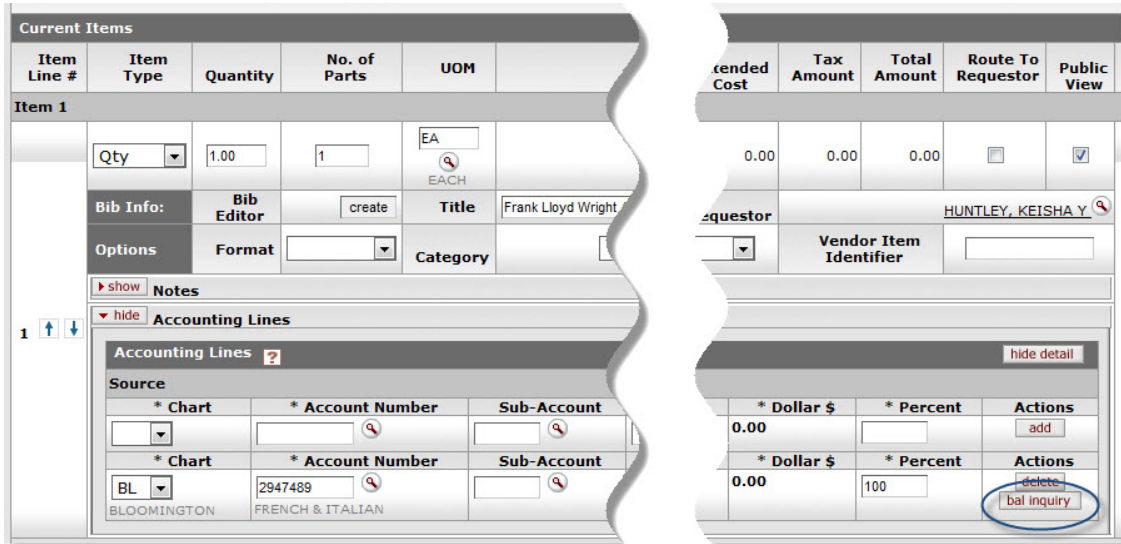 Current Items
Item Line # Item Type Quantity No. of Parts UOM Cost Tax Amount Total Amount Route To Requestor Public View
Item 1
Qty 1.00 1 EA EACH 0.00 0.00 0.00
Bib Info: Bib Editor create Title Frank Lloyd Wright HUNTLEY, KEISHA Y
Options Format Category Vendor Item Identifier
show Notes
1 hide Accounting Lines
Accounting Lines ? hide detail
Source
* Chart * Account Number Sub-Account * Dollar $ * Percent Actions
0.00 add
* Chart * Account Number Sub-Account * Dollar $ * Percent Actions
BL 2947489 0.00 100 delete
BLOOMINGTON FRENCH & ITALIAN bal inquiry